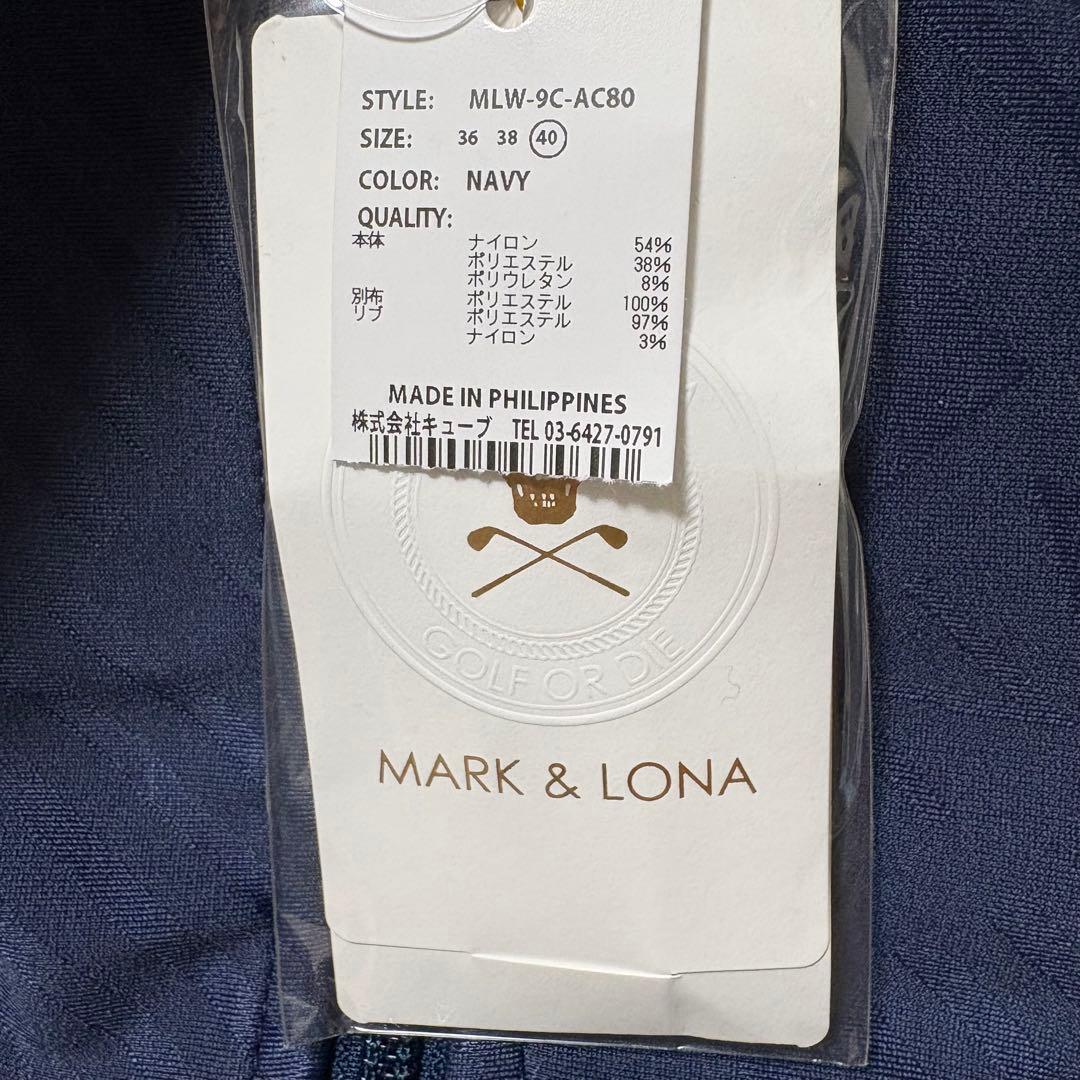 STYLE: MLW-9C-AC80
SIZE: 36 38 40
COLOR: NAVY
QUALITY:
本体 ナイロン 54%
ポリエステル 38%
ポリウレタン 8%
別布 ポリエステル 100%
リブ ポリエステル 97%
ナイロン 3%
MADE IN PHILIPPINES
株式会社キューブ TEL 03-6427-0791
GOLF OR DIE
MARK & LONA